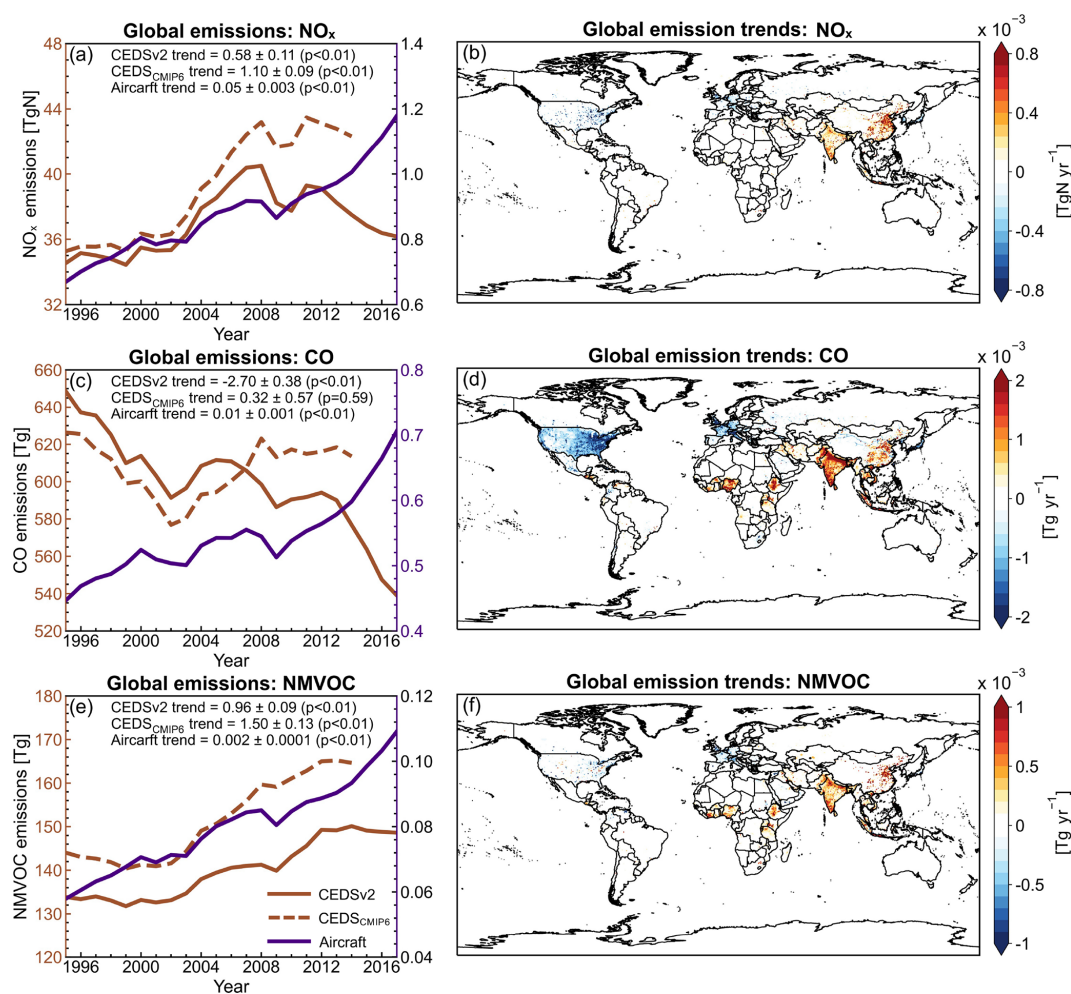 Global emissions: NOₓ
(a)
CEDSv2 trend = 0.58 ± 0.11 (p<0.01)
CEDS_CMIP6 trend = 1.10 ± 0.09 (p<0.01)
Aircarft trend = 0.05 ± 0.003 (p<0.01)
NOₓ emissions [TgN]
48
44
40
36
32
1.4
1.2
1.0
0.8
0.6
1996 2000 2004 2008 2012 2016
Year
Global emission trends: NOₓ
(b)
x 10⁻³
0.8
0.4
0
-0.4
-0.8
[TgN yr⁻¹]
Global emissions: CO
(c)
CEDSv2 trend = -2.70 ± 0.38 (p<0.01)
CEDS_CMIP6 trend = 0.32 ± 0.57 (p=0.59)
Aircarft trend = 0.01 ± 0.001 (p<0.01)
CO emissions [Tg]
660
640
620
600
580
560
540
520
0.8
0.7
0.6
0.5
0.4
1996 2000 2004 2008 2012 2016
Year
Global emission trends: CO
(d)
x 10⁻³
2
1
0
-1
-2
[Tg yr⁻¹]
Global emissions: NMVOC
(e)
CEDSv2 trend = 0.96 ± 0.09 (p<0.01)
CEDS_CMIP6 trend = 1.50 ± 0.13 (p<0.01)
Aircarft trend = 0.002 ± 0.0001 (p<0.01)
NMVOC emissions [Tg]
180
170
160
150
140
130
120
0.12
0.10
0.08
0.06
0.04
CEDSv2
CEDS_CMIP6
Aircraft
1996 2000 2004 2008 2012 2016
Year
Global emission trends: NMVOC
(f)
x 10⁻³
1
0.5
0
-0.5
-1
[Tg yr⁻¹]